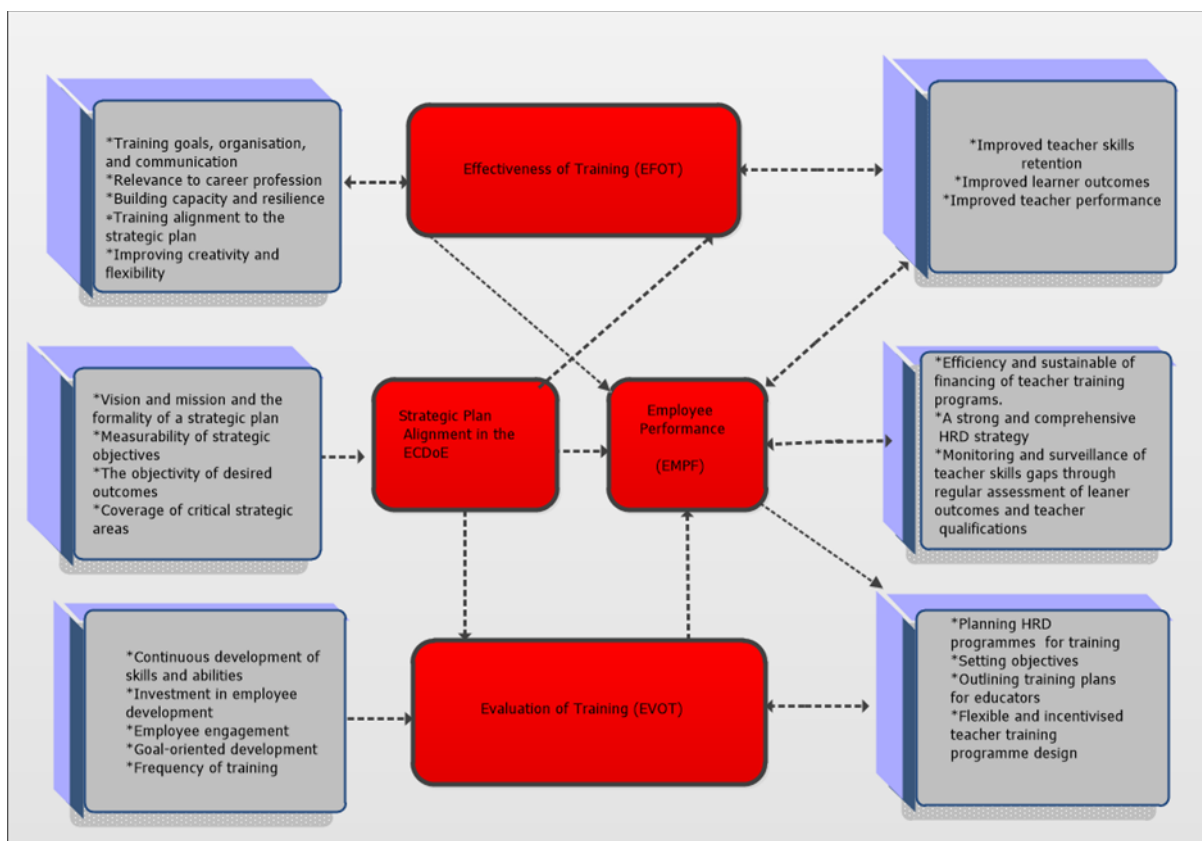 *Training goals, organisation,
and communication
*Relevance to career profession
*Building capacity and resilience
*Training alignment to the
strategic plan
*Improving creativity and
flexibility
Effectiveness of Training (EFOT)
*Improved teacher skills
retention
*Improved learner outcomes
*Improved teacher performance
*Vision and mission and the
formality of a strategic plan
*Measurability of strategic
objectives
*The objectivity of desired
outcomes
*Coverage of critical strategic
areas
Strategic Plan
Alignment in the
ECDoE
Employee
Performance
(EMPF)
*Efficiency and sustainable of
financing of teacher training
programs.
*A strong and comprehensive
HRD strategy
*Monitoring and surveillance of
teacher skills gaps through
regular assessment of leaner
outcomes and teacher
qualifications
*Continuous development of
skills and abilities
*Investment in employee
development
*Employee engagement
*Goal-oriented development
*Frequency of training
Evaluation of Training (EVOT)
*Planning HRD
programmes for training
*Setting objectives
*Outlining training plans
for educators
*Flexible and incentivised
teacher training
programme design